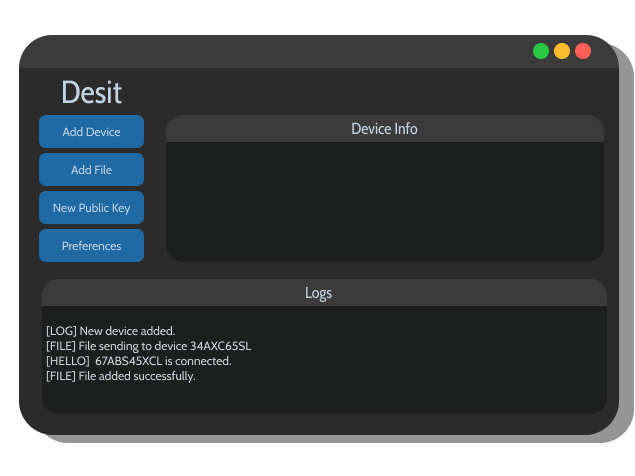 Desit
Add Device
Add File
New Public Key
Preferences
Device Info
Logs
[LOG] New device added.
[FILE] File sending to device 34AXC65SL
[HELLO]  67ABS45XCL is connected.
[FILE] File added successfully.